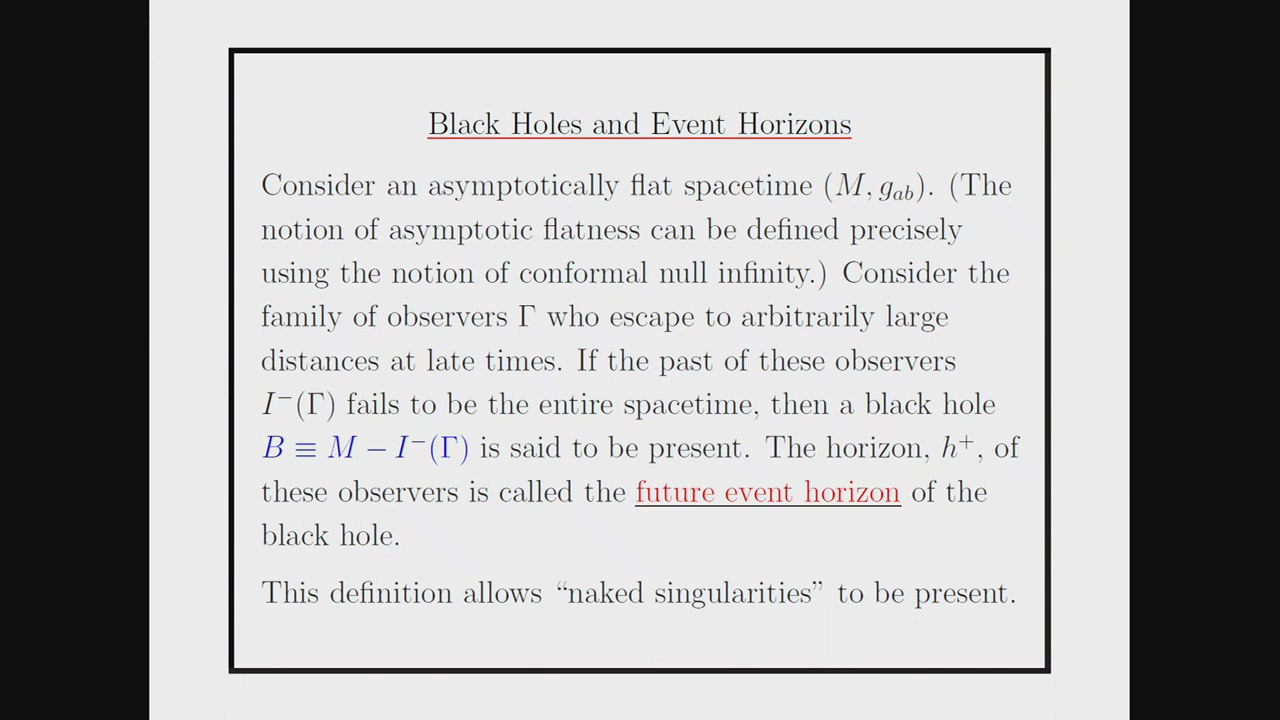 Black Holes and Event Horizons
Consider an asymptotically flat spacetime (M, g_{ab}). (The
notion of asymptotic flatness can be defined precisely
using the notion of conformal null infinity.) Consider the
family of observers Γ who escape to arbitrarily large
distances at late times. If the past of these observers
I⁻(Γ) fails to be the entire spacetime, then a black hole
B ≡ M − I⁻(Γ) is said to be present. The horizon, h⁺, of
these observers is called the future event horizon of the
black hole.
This definition allows “naked singularities” to be present.